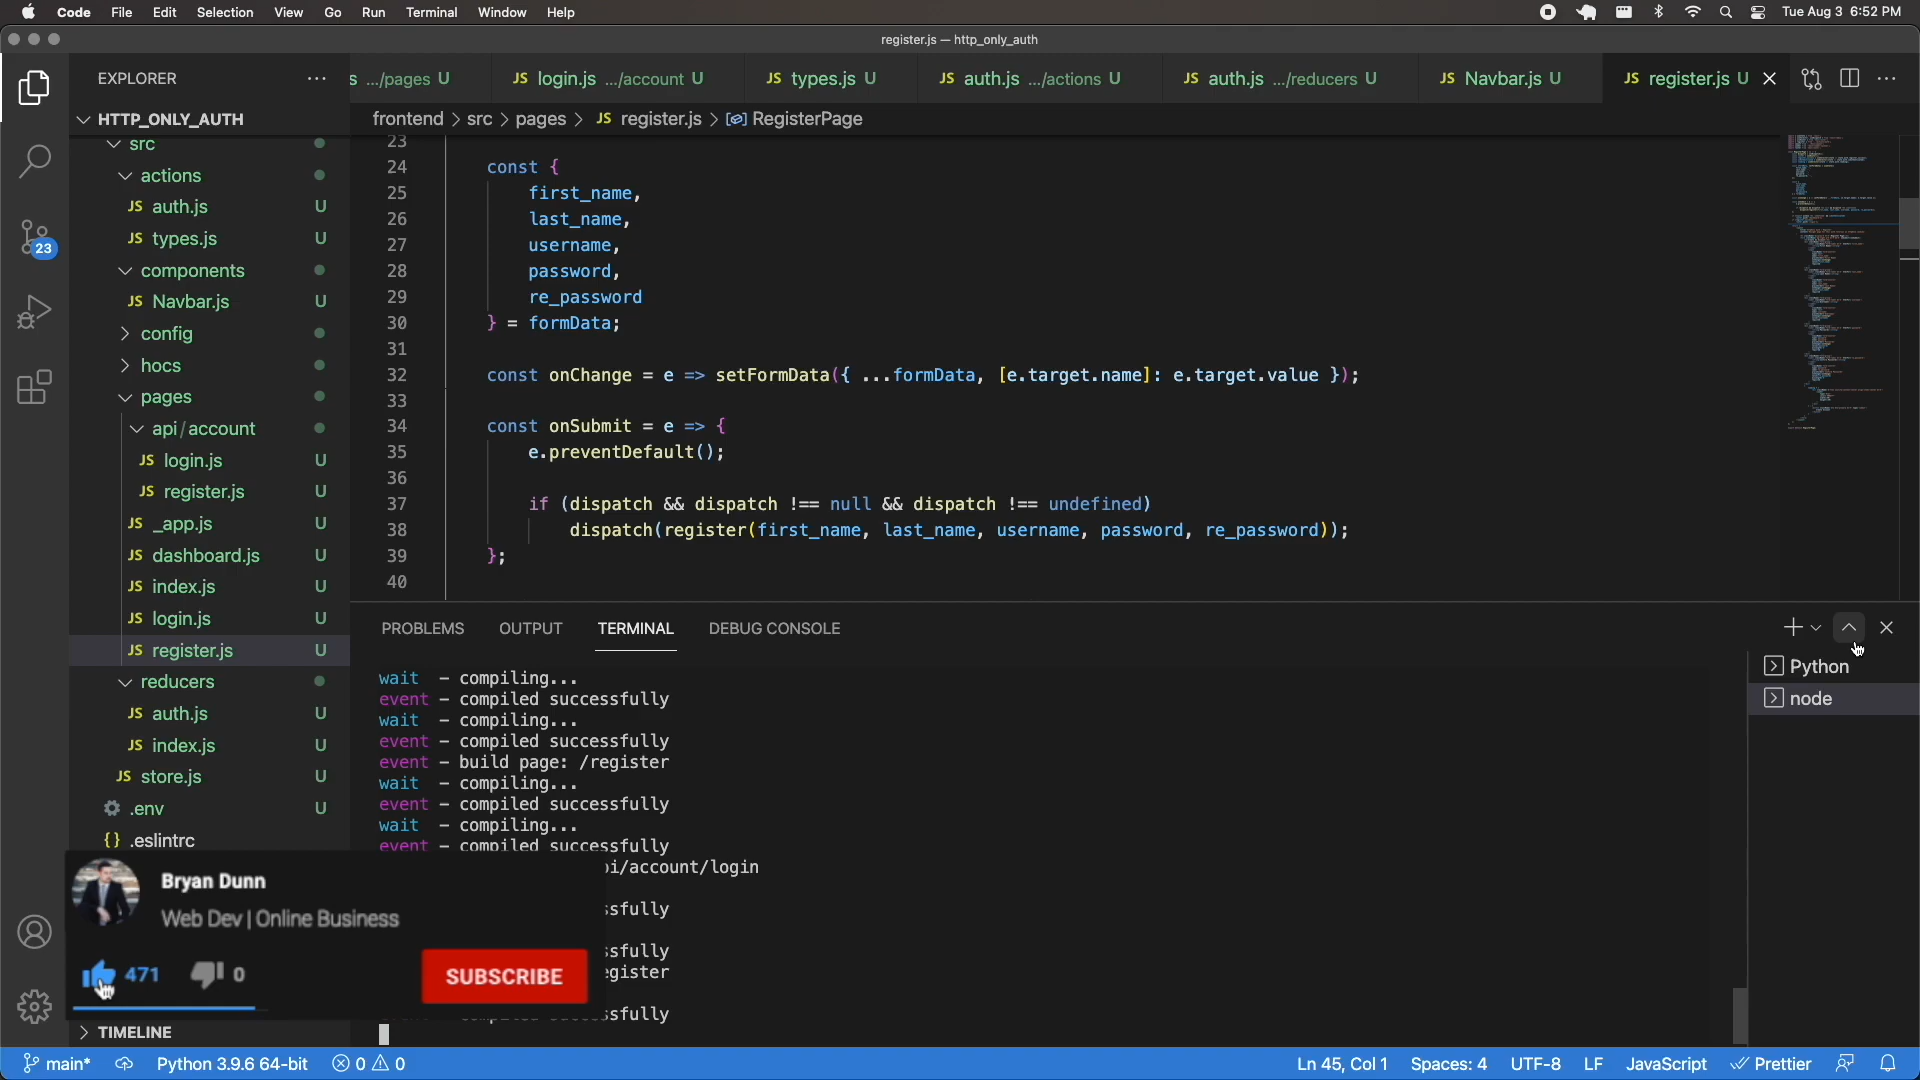 Code File Edit Selection View Go Run Terminal Window Help
Tue Aug 3 6:52 PM
register.js — http_only_auth
EXPLORER
s .../pages U
JS login.js .../account U
JS types.js U
JS auth.js .../actions U
JS auth.js .../reducers U
JS Navbar.js U
JS register.js U
HTTP_ONLY_AUTH
frontend > src > pages > JS register.js > RegisterPage
src
actions
JS auth.js U
JS types.js U
components
JS Navbar.js U
config
hocs
pages
api/account
JS login.js U
JS register.js U
JS _app.js U
JS dashboard.js U
JS index.js U
JS login.js U
JS register.js U
reducers
JS auth.js U
JS index.js U
JS store.js U
.env U
{} .eslintrc
TIMELINE
23
23
24 const {
25 first_name,
26 last_name,
27 username,
28 password,
29 re_password
30 } = formData;
31
32 const onChange = e => setFormData({ ...formData, [e.target.name]: e.target.value });
33
34 const onSubmit = e => {
35 e.preventDefault();
36
37 if (dispatch && dispatch !== null && dispatch !== undefined)
38 dispatch(register(first_name, last_name, username, password, re_password));
39 };
40
PROBLEMS OUTPUT TERMINAL DEBUG CONSOLE
wait - compiling...
event - compiled successfully
wait - compiling...
event - compiled successfully
event - build page: /register
wait - compiling...
event - compiled successfully
wait - compiling...
event - compiled successfully
pi/account/login
sfully
sfully
egister
sfully
Python
node
Bryan Dunn
Web Dev | Online Business
471 0
SUBSCRIBE
main* Python 3.9.6 64-bit 0 0
Ln 45, Col 1 Spaces: 4 UTF-8 LF JavaScript Prettier